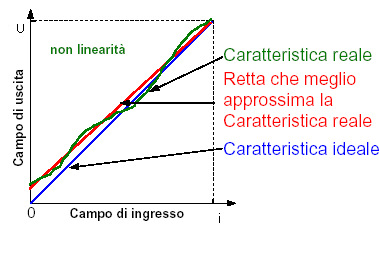 U
non linearità
Caratteristica reale
Retta che meglio
approssima la
Caratteristica reale
Caratteristica ideale
Campo di uscita
0
Campo di ingresso
i